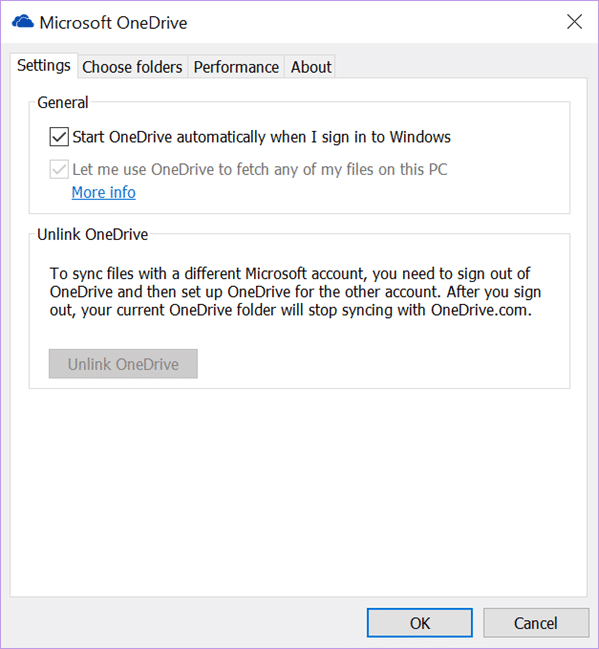 Microsoft OneDrive
Settings Choose folders Performance About
General
Start OneDrive automatically when I sign in to Windows
Let me use OneDrive to fetch any of my files on this PC
More info
Unlink OneDrive
To sync files with a different Microsoft account, you need to sign out of
OneDrive and then set up OneDrive for the other account. After you sign
out, your current OneDrive folder will stop syncing with OneDrive.com.
Unlink OneDrive
OK Cancel